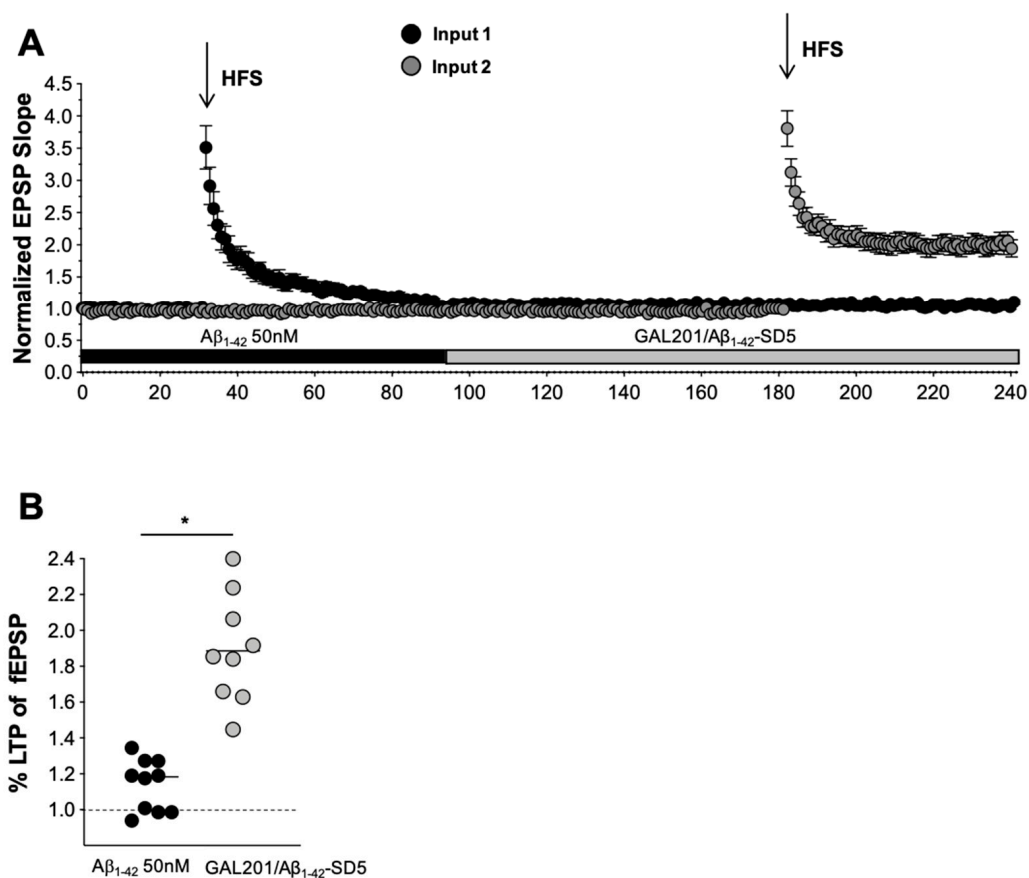 A
Input 1
Input 2
HFS
HFS
Normalized EPSP Slope
4.5
4.0
3.5
3.0
2.5
2.0
1.5
1.0
0.5
0.0
Aβ1-42 50nM
GAL201/Aβ1-42-SD5
0 20 40 60 80 100 120 140 160 180 200 220 240
B
*
% LTP of fEPSP
2.4
2.2
2.0
1.8
1.6
1.4
1.2
1.0
Aβ1-42 50nM GAL201/Aβ1-42-SD5